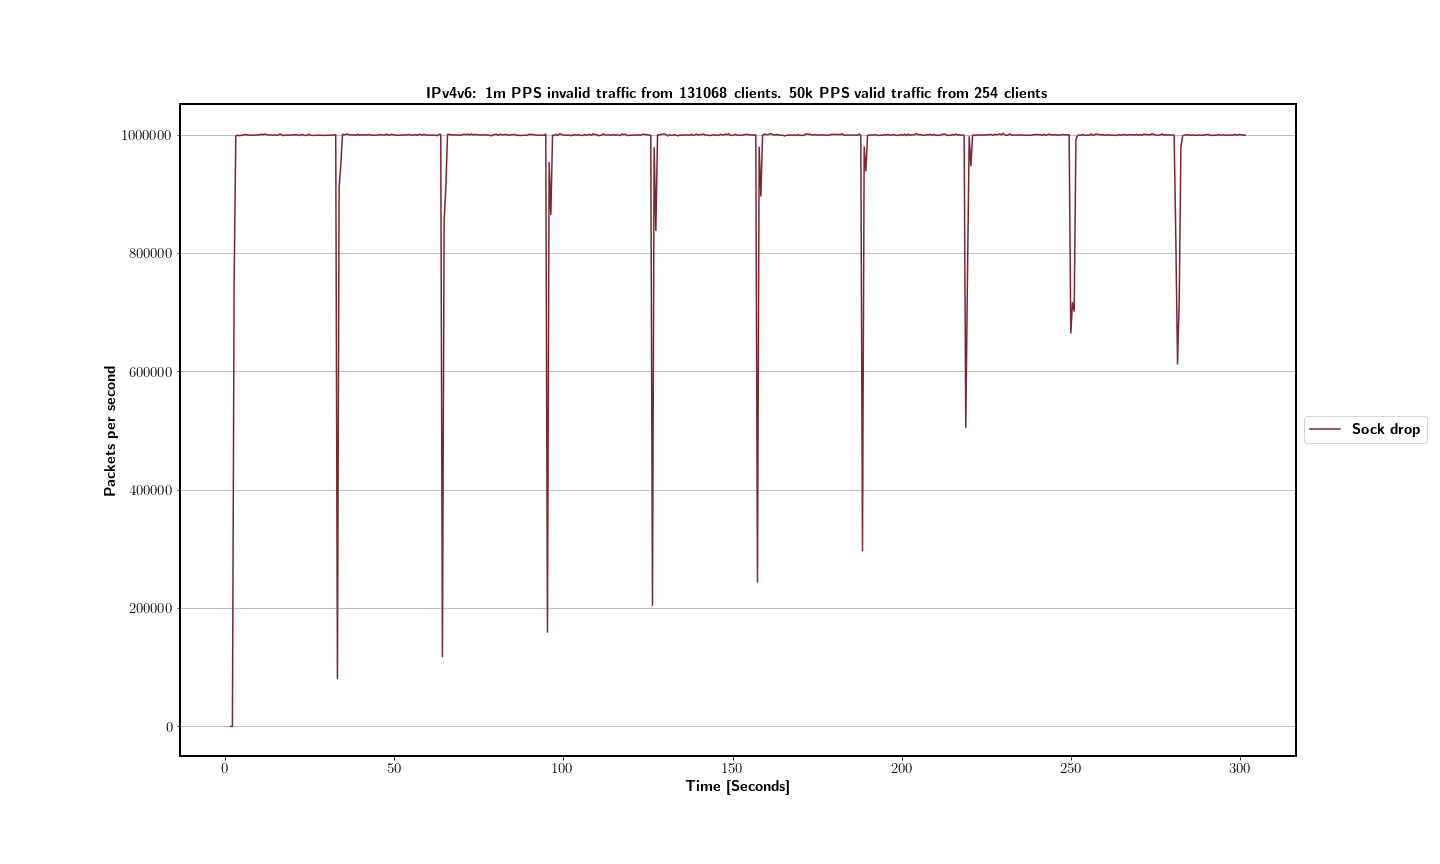 IPv4v6: 1m PPS invalid traffic from 131068 clients. 50k PPS valid traffic from 254 clients
1000000
800000
600000
400000
200000
0
Packets per second
Sock drop
0 50 100 150 200 250 300
Time [Seconds]